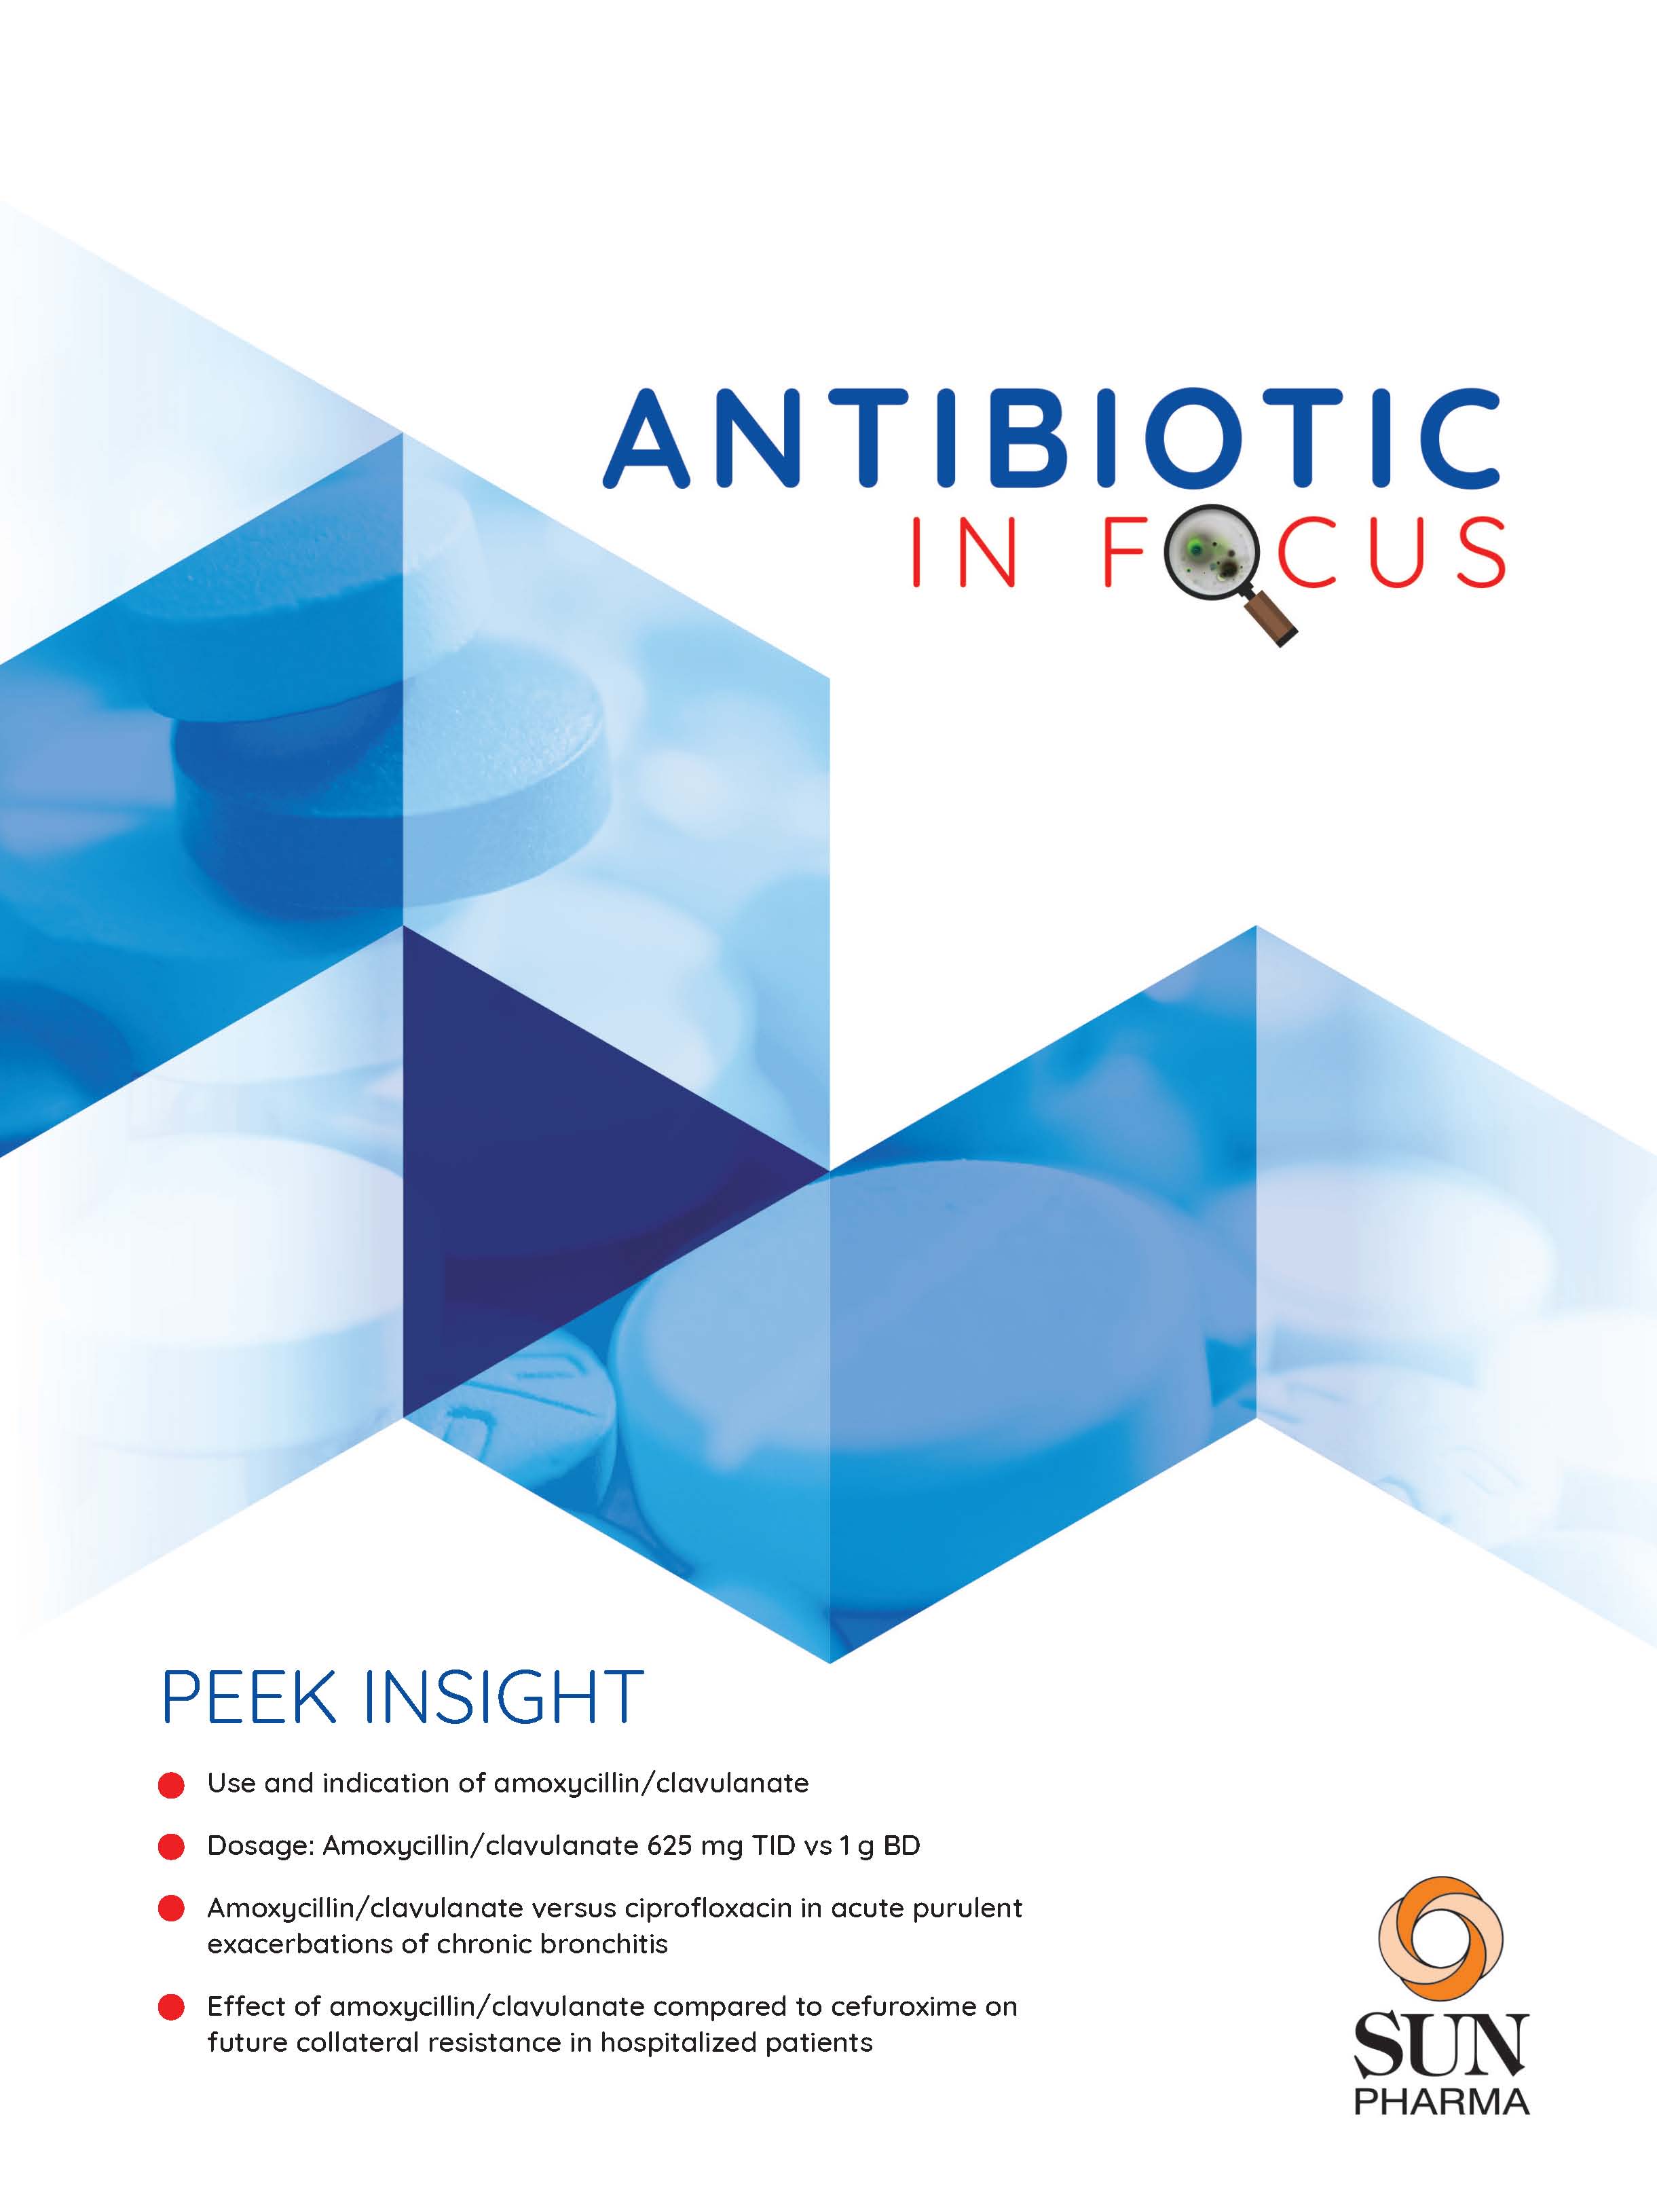 ANTIBIOTIC
IN FOCUS
PEEK INSIGHT
Use and indication of amoxycillin/clavulanate
Dosage: Amoxycillin/clavulanate 625 mg TID vs 1 g BD
Amoxycillin/clavulanate versus ciprofloxacin in acute purulent
exacerbations of chronic bronchitis
Effect of amoxycillin/clavulanate compared to cefuroxime on
future collateral resistance in hospitalized patients
SUN
PHARMA